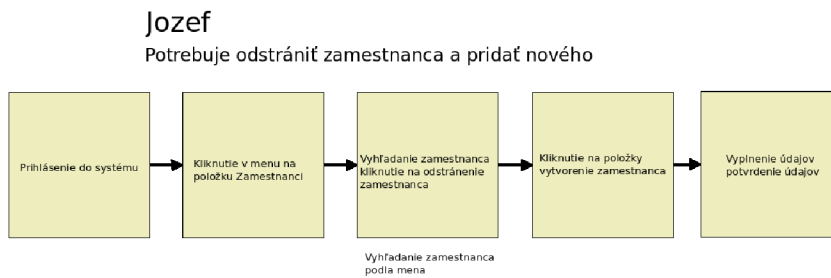 Jozef
Potrebuje odstrániť zamestnanca a pridať nového
Prihlásenie do systému
Kliknutie v menu na
položku Zamestnanci
Vyhľadanie zamestnanca
kliknutie na odstránenie
zamestnanca
Kliknutie na položky
vytvorenie zamestnanca
Vyplnenie údajov
potvrdenie údajov
Vyhľadanie zamestnanca
podla mena